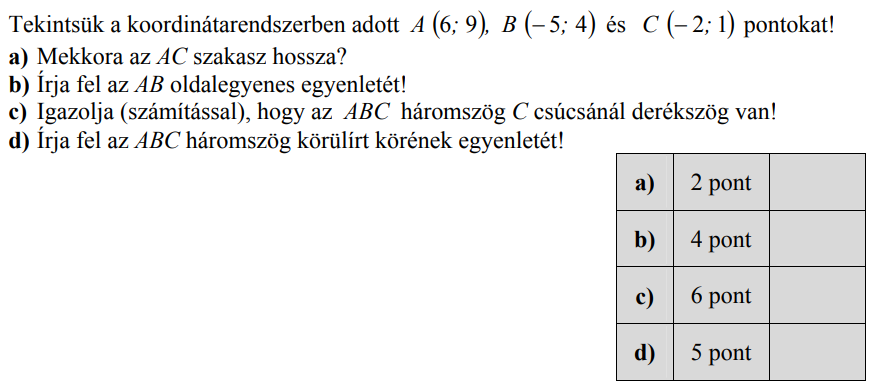 Tekintsük a koordinátarendszerben adott A (6; 9), B (– 5; 4) és C (– 2; 1) pontokat!
a) Mekkora az AC szakasz hossza?
b) Írja fel az AB oldalegyenes egyenletét!
c) Igazolja (számítással), hogy az ABC háromszög C csúcsánál derékszög van!
d) Írja fel az ABC háromszög körülírt körének egyenletét!
a) 2 pont
b) 4 pont
c) 6 pont
d) 5 pont